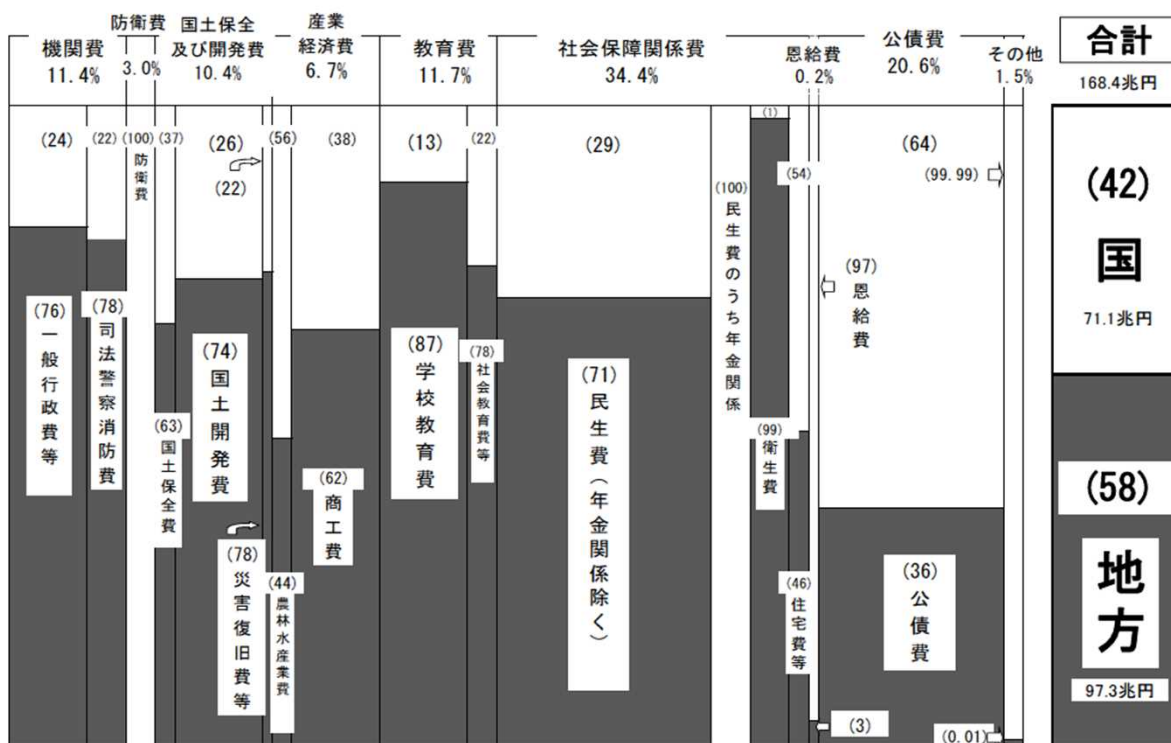 機関費
11.4%
防衛費
3.0%
国土保全
及び開発費
10.4%
産業
経済費
6.7%
教育費
11.7%
社会保障関係費
34.4%
恩給費
0.2%
公債費
20.6%
その他
1.5%
合計
168.4兆円
(24)
(22)
(100)
防衛費
(37)
(26)
(22)
(56)
(38)
(13)
(22)
(29)
(100)
民生費のうち年金関係
(1)
(54)
(64)
(99.99)
(97)
恩給費
(42)
国
71.1兆円
(76)
一般行政費等
(78)
司法警察消防費
(63)
国土保全費
(74)
国土開発費
(78)
災害復旧費等
(44)
農林水産業費
(62)
商工費
(87)
学校教育費
(78)
社会教育費等
(71)
民生費(年金関係除く)
(99)
衛生費
(46)
住宅費等
(3)
(36)
公債費
(0.01)
(58)
地方
97.3兆円